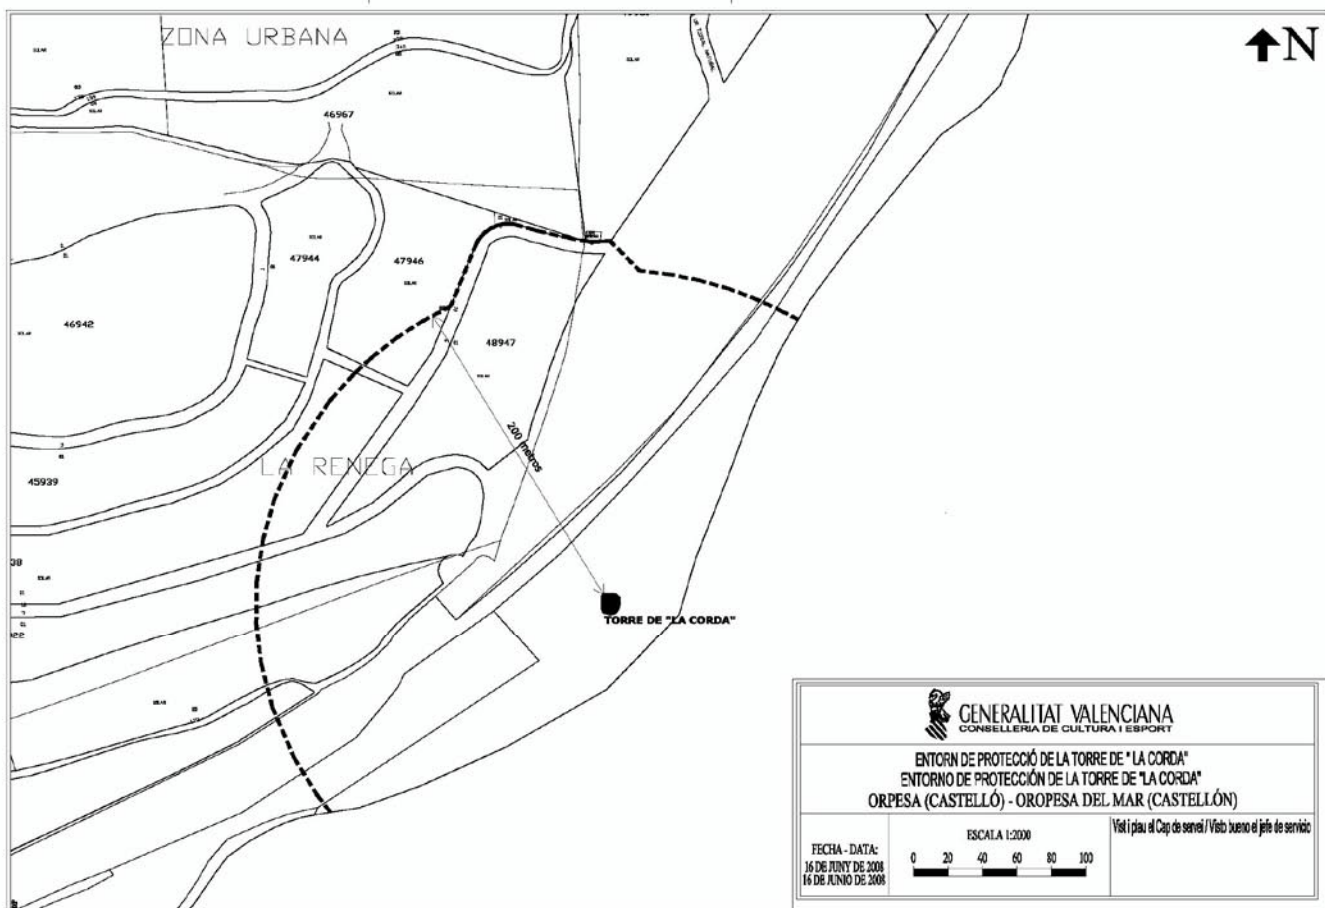 ZONA URBANA
N
46967
47944
47946
46942
48947
200 metros
LA RENEGA
45939
TORRE DE "LA CORDA"
GENERALITAT VALENCIANA
CONSELLERIA DE CULTURA I ESPORT
ENTORN DE PROTECCIÓ DE LA TORRE DE "LA CORDA"
ENTORNO DE PROTECCIÓN DE LA TORRE DE "LA CORDA"
ORPESA (CASTELLÓ) - OROPESA DEL MAR (CASTELLÓN)
FECHA - DATA:
16 DE JUNY DE 2008
16 DE JUNIO DE 2008
ESCALA 1:2000
0 20 40 60 80 100
Vist i plau el Cap de servei / Visto bueno el jefe de servicio